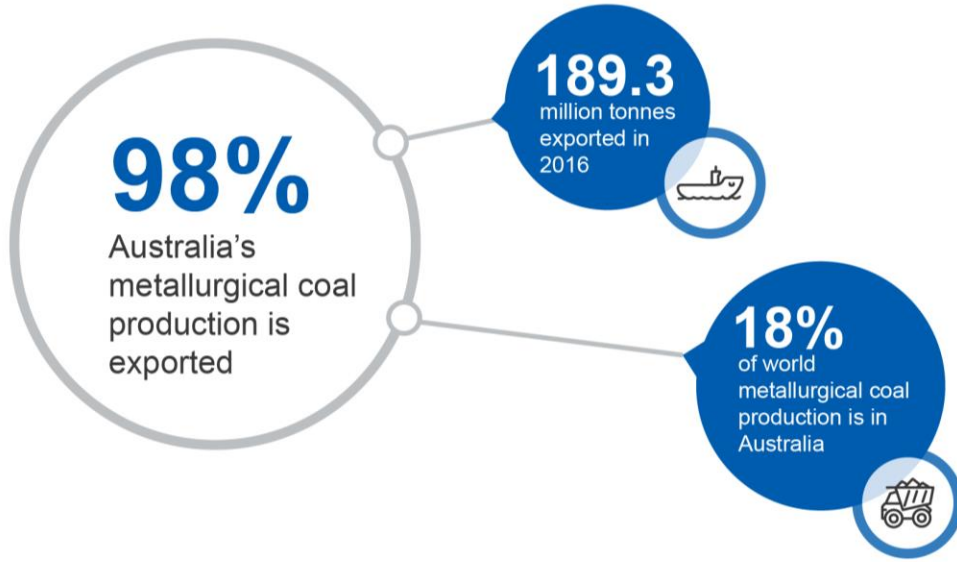 98%
Australia’s
metallurgical coal
production is
exported
189.3
million tonnes
exported in
2016
18%
of world
metallurgical coal
production is in
Australia